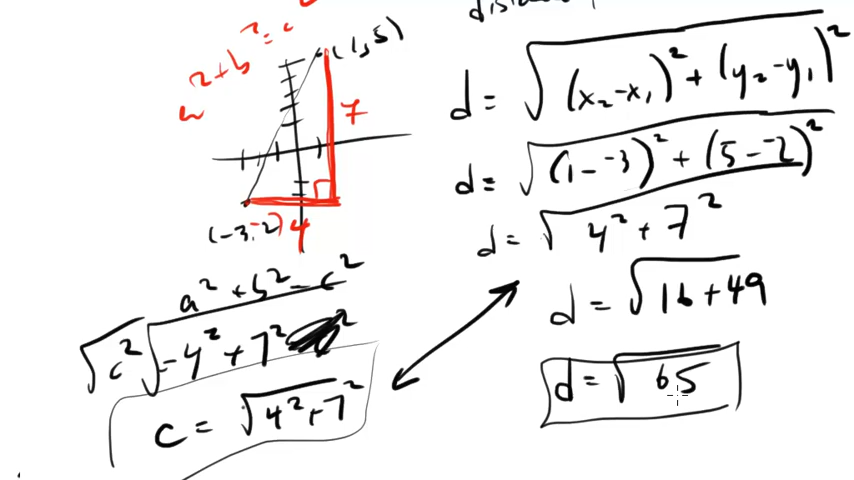 a² + b² = c
(1, 5)
7
(-3, -2)
4
d = √(x₂ - x₁)² + (y₂ - y₁)²
d = √(1 - -3)² + (5 - -2)²
d = √4² + 7²
d = √16 + 49
d = √65
a² + b² = c²
√c² √=4² + 7²
c = √4² + 7²